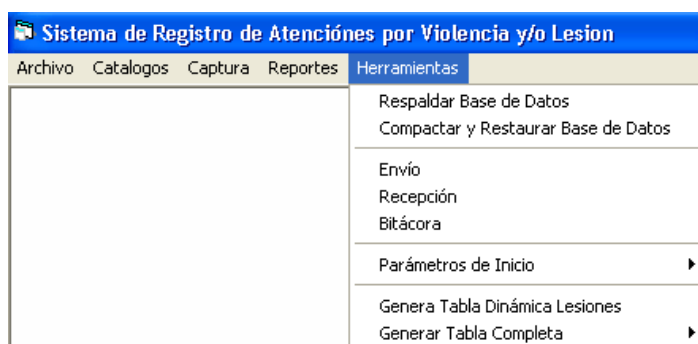 Sistema de Registro de Atenciónes por Violencia y/o Lesion
Archivo Catalogos Captura Reportes Herramientas
Respaldar Base de Datos
Compactar y Restaurar Base de Datos
Envío
Recepción
Bitácora
Parámetros de Inicio
Genera Tabla Dinámica Lesiones
Generar Tabla Completa